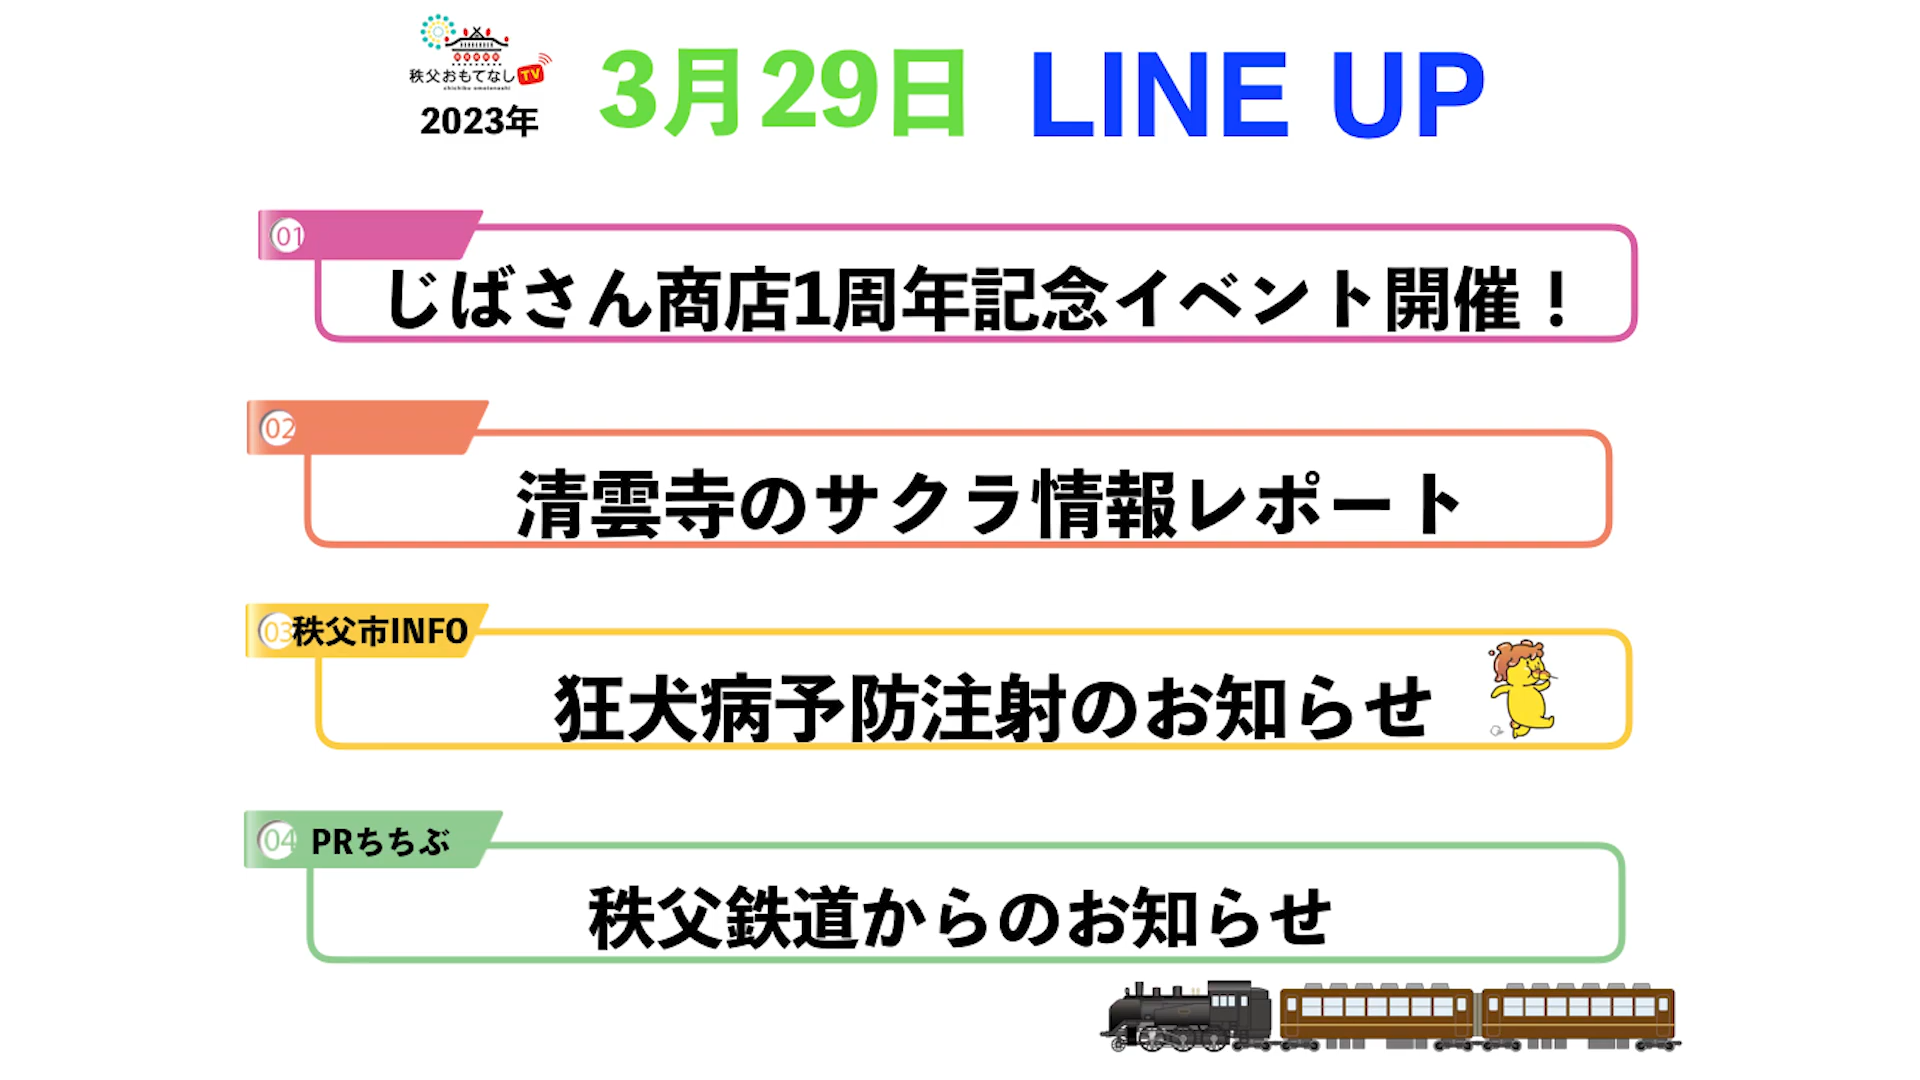 秩父おもてなしTV
chichibu omotenashi
2023年
3月29日 LINE UP
01
じばさん商店1周年記念イベント開催！
02
清雲寺のサクラ情報レポート
03 秩父市INFO
狂犬病予防注射のお知らせ
04 PRちちぶ
秩父鉄道からのお知らせ